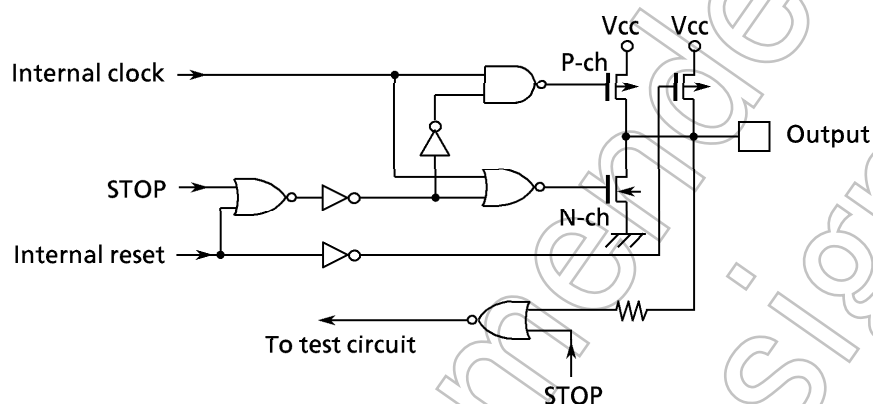 Vcc Vcc
P-ch
Internal clock
Output
STOP
N-ch
Internal reset
To test circuit
STOP